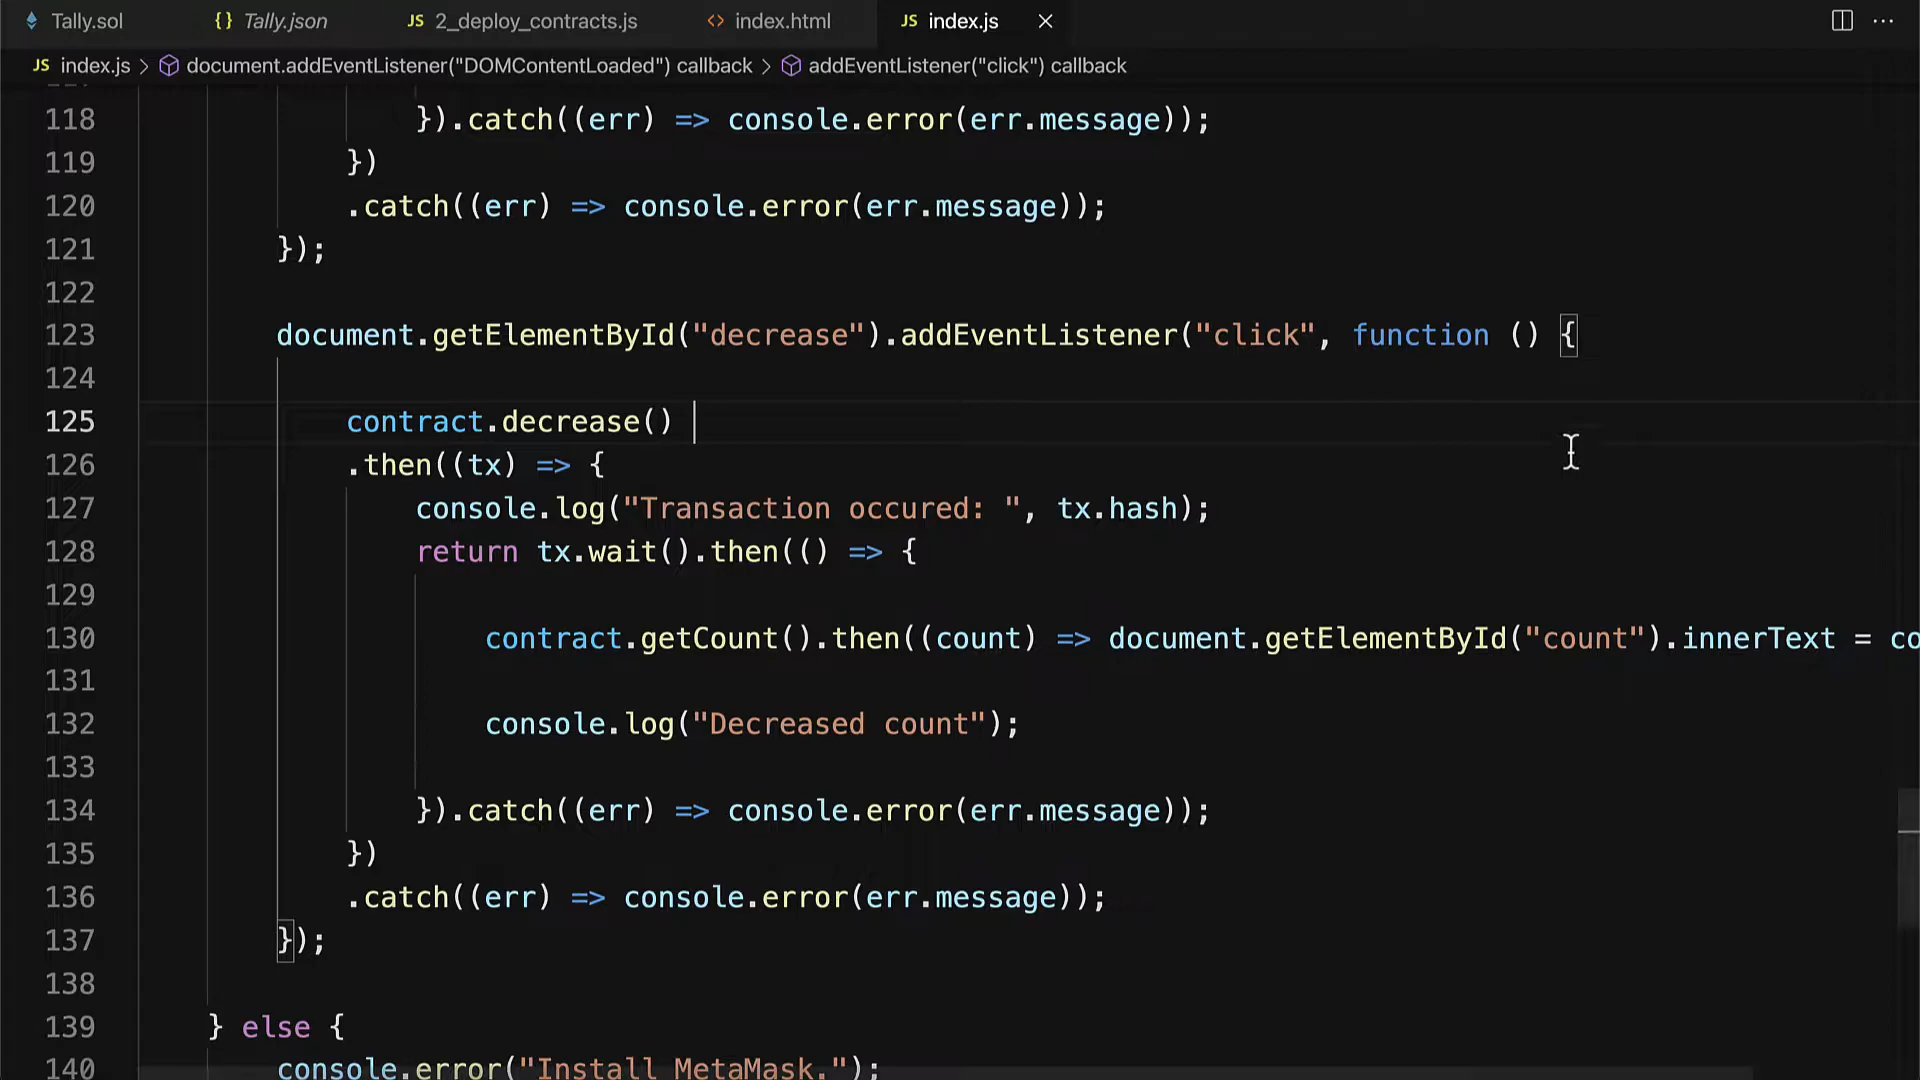 Tally.sol {} Tally.json JS 2_deploy_contracts.js <> index.html JS index.js
JS index.js > document.addEventListener("DOMContentLoaded") callback > addEventListener("click") callback
118 }).catch((err) => console.error(err.message));
119 })
120 .catch((err) => console.error(err.message));
121 });
122
123 document.getElementById("decrease").addEventListener("click", function () {
124
125 contract.decrease()
126 .then((tx) => {
127 console.log("Transaction occured: ", tx.hash);
128 return tx.wait().then(() => {
129
130 contract.getCount().then((count) => document.getElementById("count").innerText = co
131
132 console.log("Decreased count");
133
134 }).catch((err) => console.error(err.message));
135 })
136 .catch((err) => console.error(err.message));
137 });
138
139 } else {
140 console.error("Install MetaMask.");